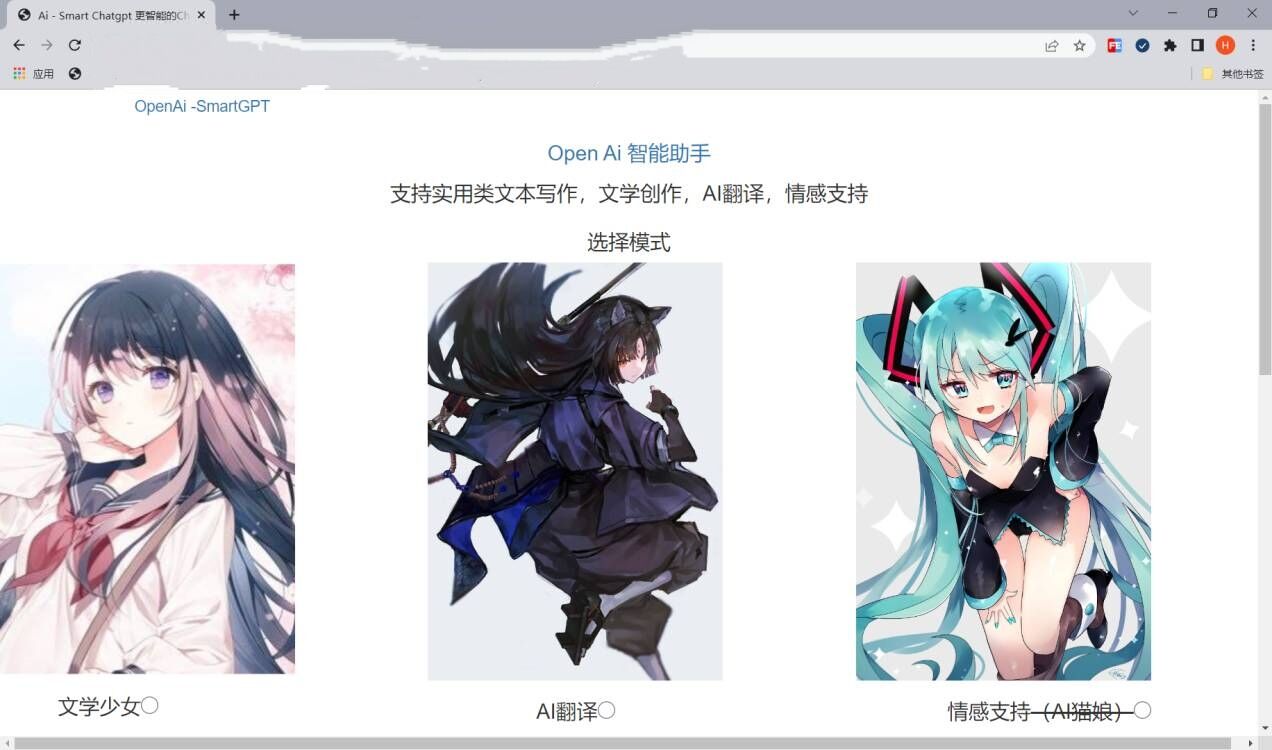 Ai - Smart Chatgpt 更智能的Ch
应用
其他书签
OpenAi -SmartGPT
Open Ai 智能助手
支持实用类文本写作，文学创作，AI翻译，情感支持
选择模式
文学少女
AI翻译
情感支持（AI猫娘）
H